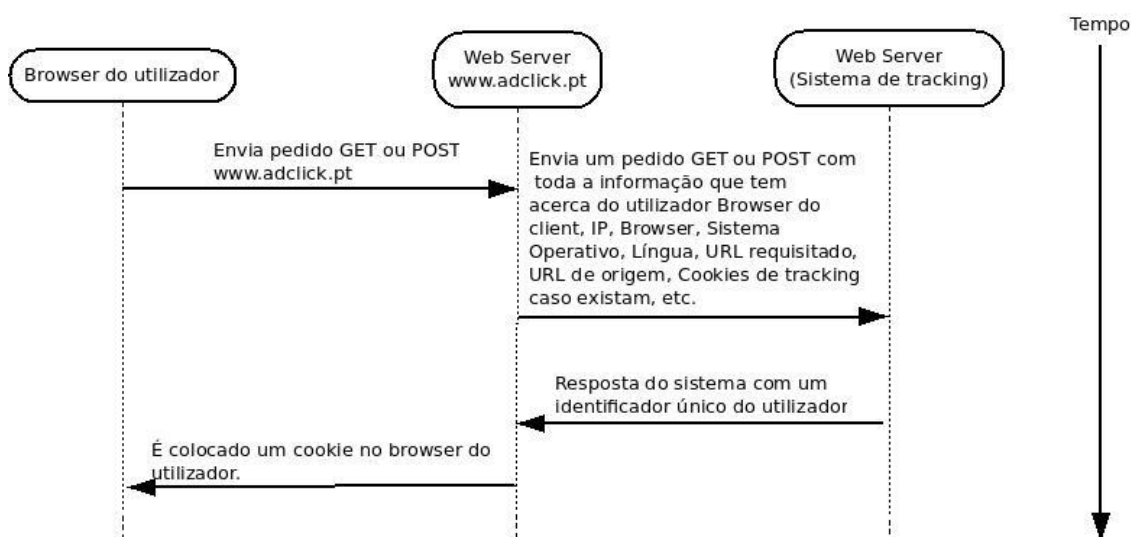 Tempo
Browser do utilizador
Web Server
www.adclick.pt
Web Server
(Sistema de tracking)
Envia pedido GET ou POST
www.adclick.pt
Envia um pedido GET ou POST com
toda a informação que tem
acerca do utilizador Browser do
client, IP, Browser, Sistema
Operativo, Língua, URL requisitado,
URL de origem, Cookies de tracking
caso existam, etc.
Resposta do sistema com um
identificador único do utilizador
É colocado um cookie no browser do
utilizador.